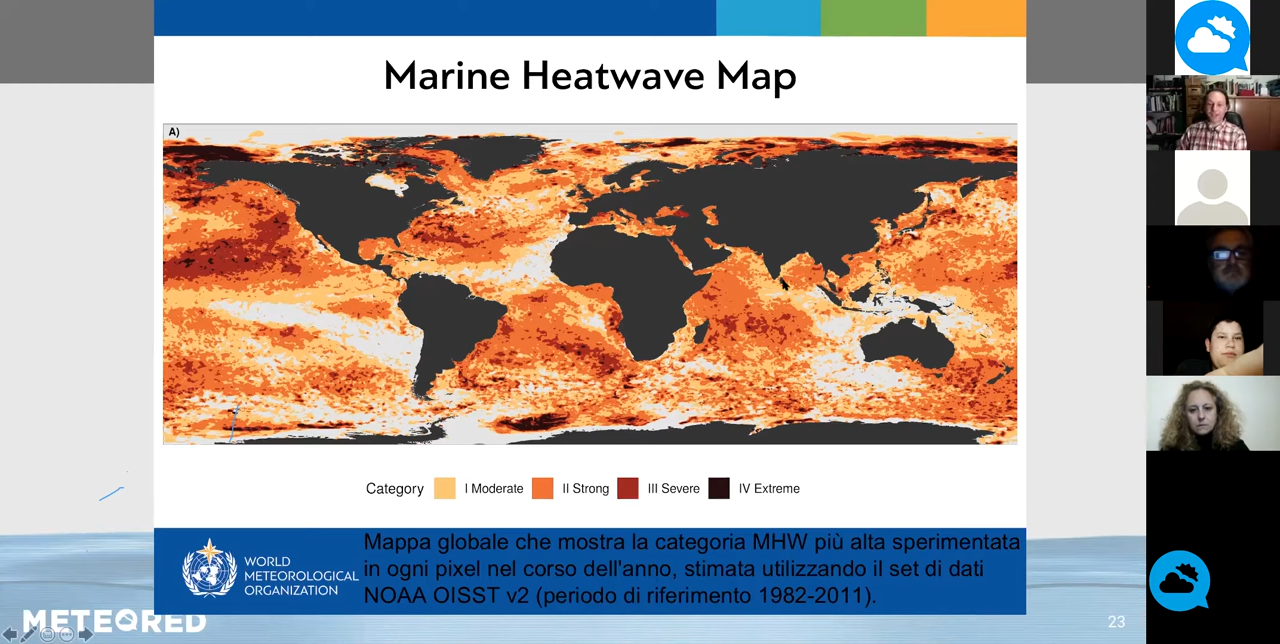 Marine Heatwave Map
A)
Category I Moderate II Strong III Severe IV Extreme
WORLD
METEOROLOGICAL
ORGANIZATION
Mappa globale che mostra la categoria MHW più alta sperimentata
in ogni pixel nel corso dell'anno, stimata utilizzando il set di dati
NOAA OISST v2 (periodo di riferimento 1982-2011).
METEORED
23